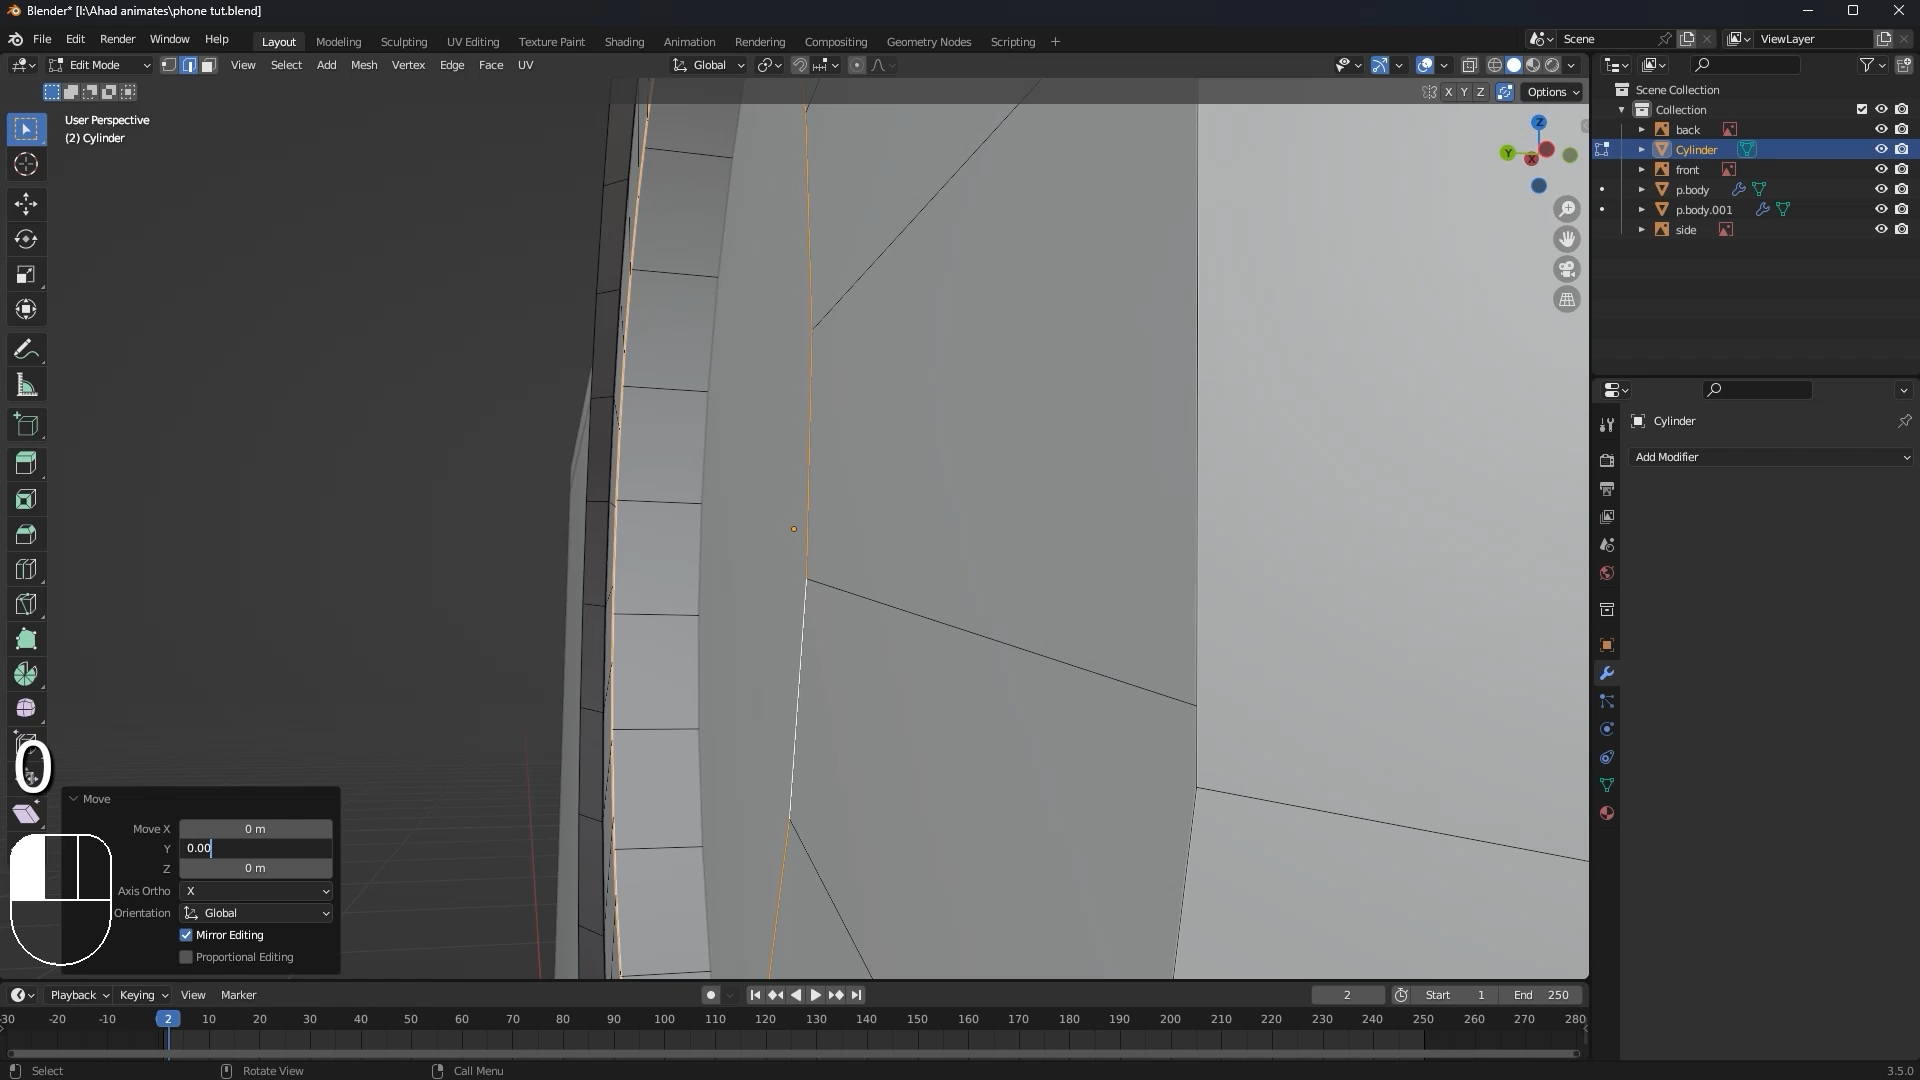 Blender* [I:\Ahad animates\phone tut.blend]
File Edit Render Window Help
Layout Modeling Sculpting UV Editing Texture Paint Shading Animation Rendering Compositing Geometry Nodes Scripting +
Scene
ViewLayer
Edit Mode View Select Add Mesh Vertex Edge Face UV
Global
X Y Z Options
User Perspective
(2) Cylinder
Z
Y
X
Scene Collection
Collection
back
Cylinder
front
p.body
p.body.001
side
Cylinder
Add Modifier
0
Move
Move X 0 m
Y 0.00
Z 0 m
Axis Ortho X
Orientation Global
Mirror Editing
Proportional Editing
Playback Keying View Marker
2 Start 1 End 250
-30 -20 -10 2 10 20 30 40 50 60 70 80 90 100 110 120 130 140 150 160 170 180 190 200 210 220 230 240 250 260 270 280
Select Rotate View Call Menu 3.5.0